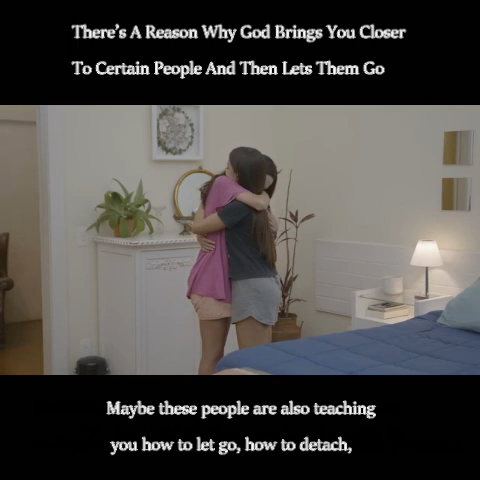 There's A Reason Why God Brings You Closer
To Certain People And Then Lets Them Go
Maybe these people are also teaching
you how to let go, how to detach,